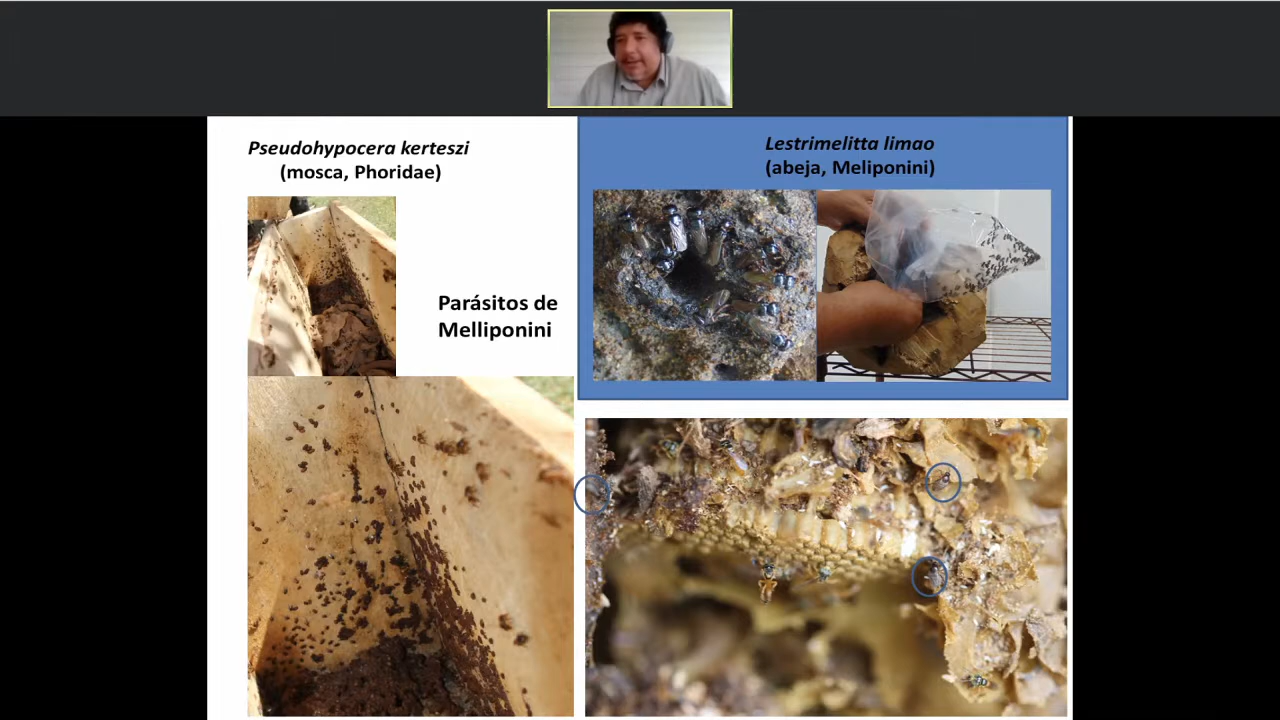 Pseudohypocera kerteszi
(mosca, Phoridae)
Parásitos de
Melliponini
Lestrimelitta limao
(abeja, Meliponini)